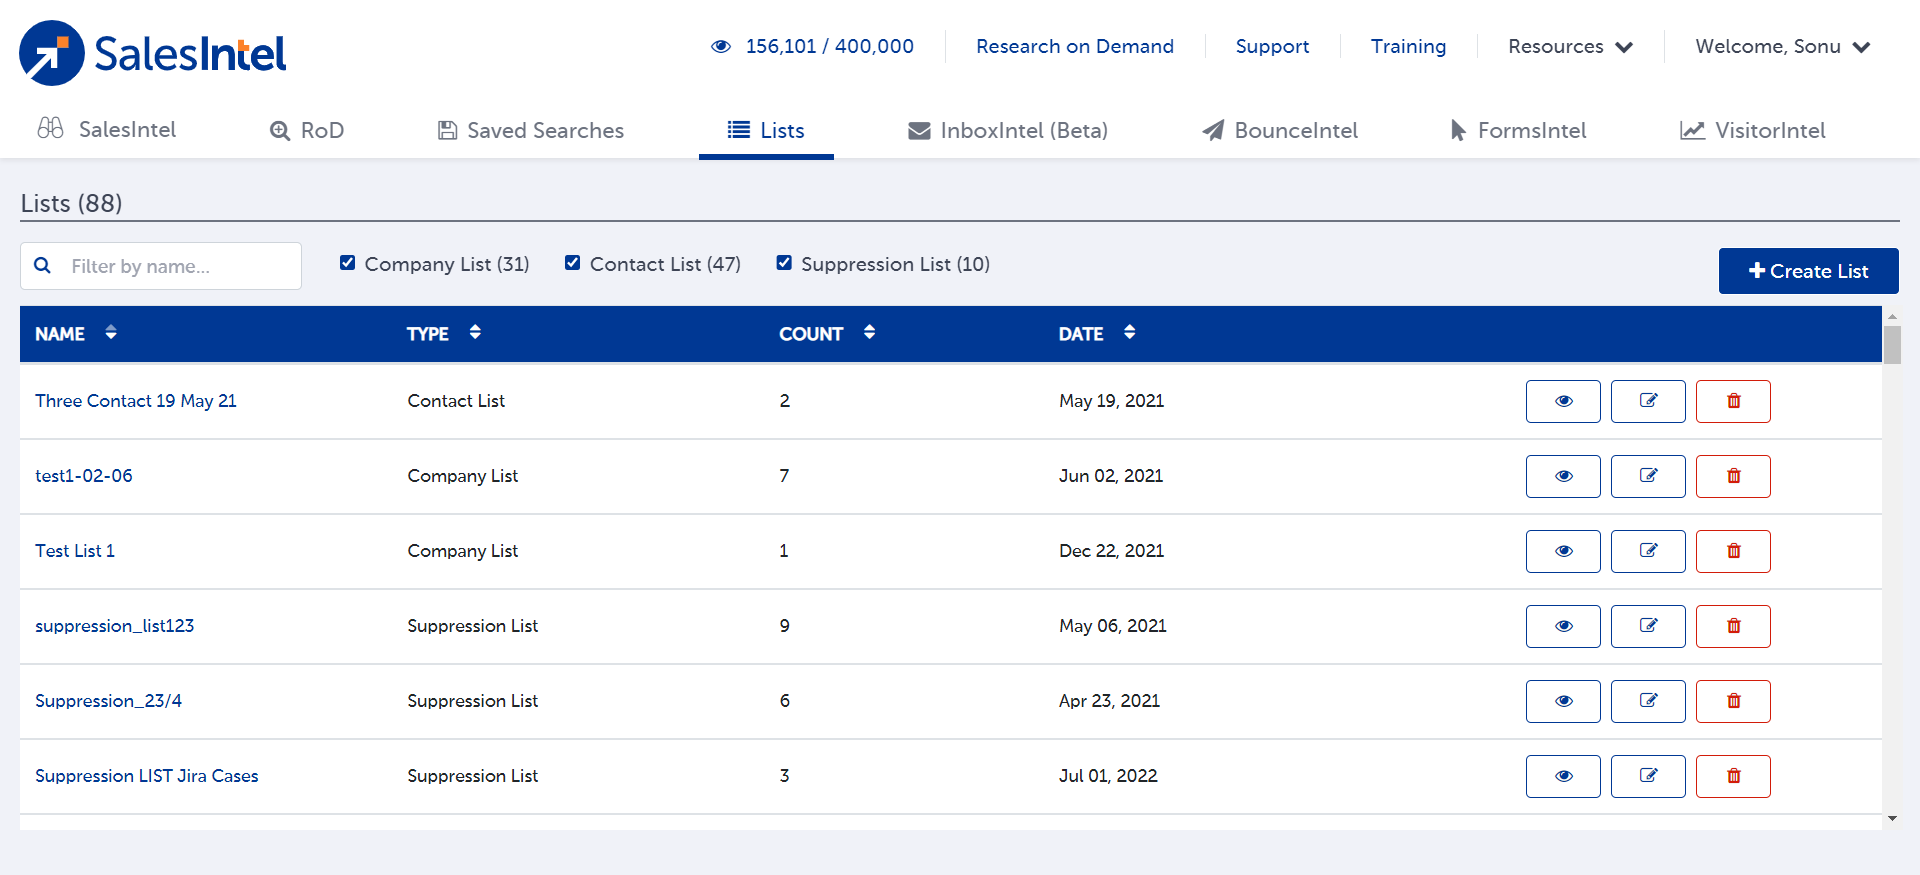 SalesIntel
156,101 / 400,000 Research on Demand Support Training Resources Welcome, Sonu
SalesIntel RoD Saved Searches Lists InboxIntel (Beta) BounceIntel FormsIntel VisitorIntel
Lists (88)
Filter by name... Company List (31) Contact List (47) Suppression List (10) Create List
NAME TYPE COUNT DATE
Three Contact 19 May 21 Contact List 2 May 19, 2021
test1-02-06 Company List 7 Jun 02, 2021
Test List 1 Company List 1 Dec 22, 2021
suppression_list123 Suppression List 9 May 06, 2021
Suppression_23/4 Suppression List 6 Apr 23, 2021
Suppression LIST Jira Cases Suppression List 3 Jul 01, 2022